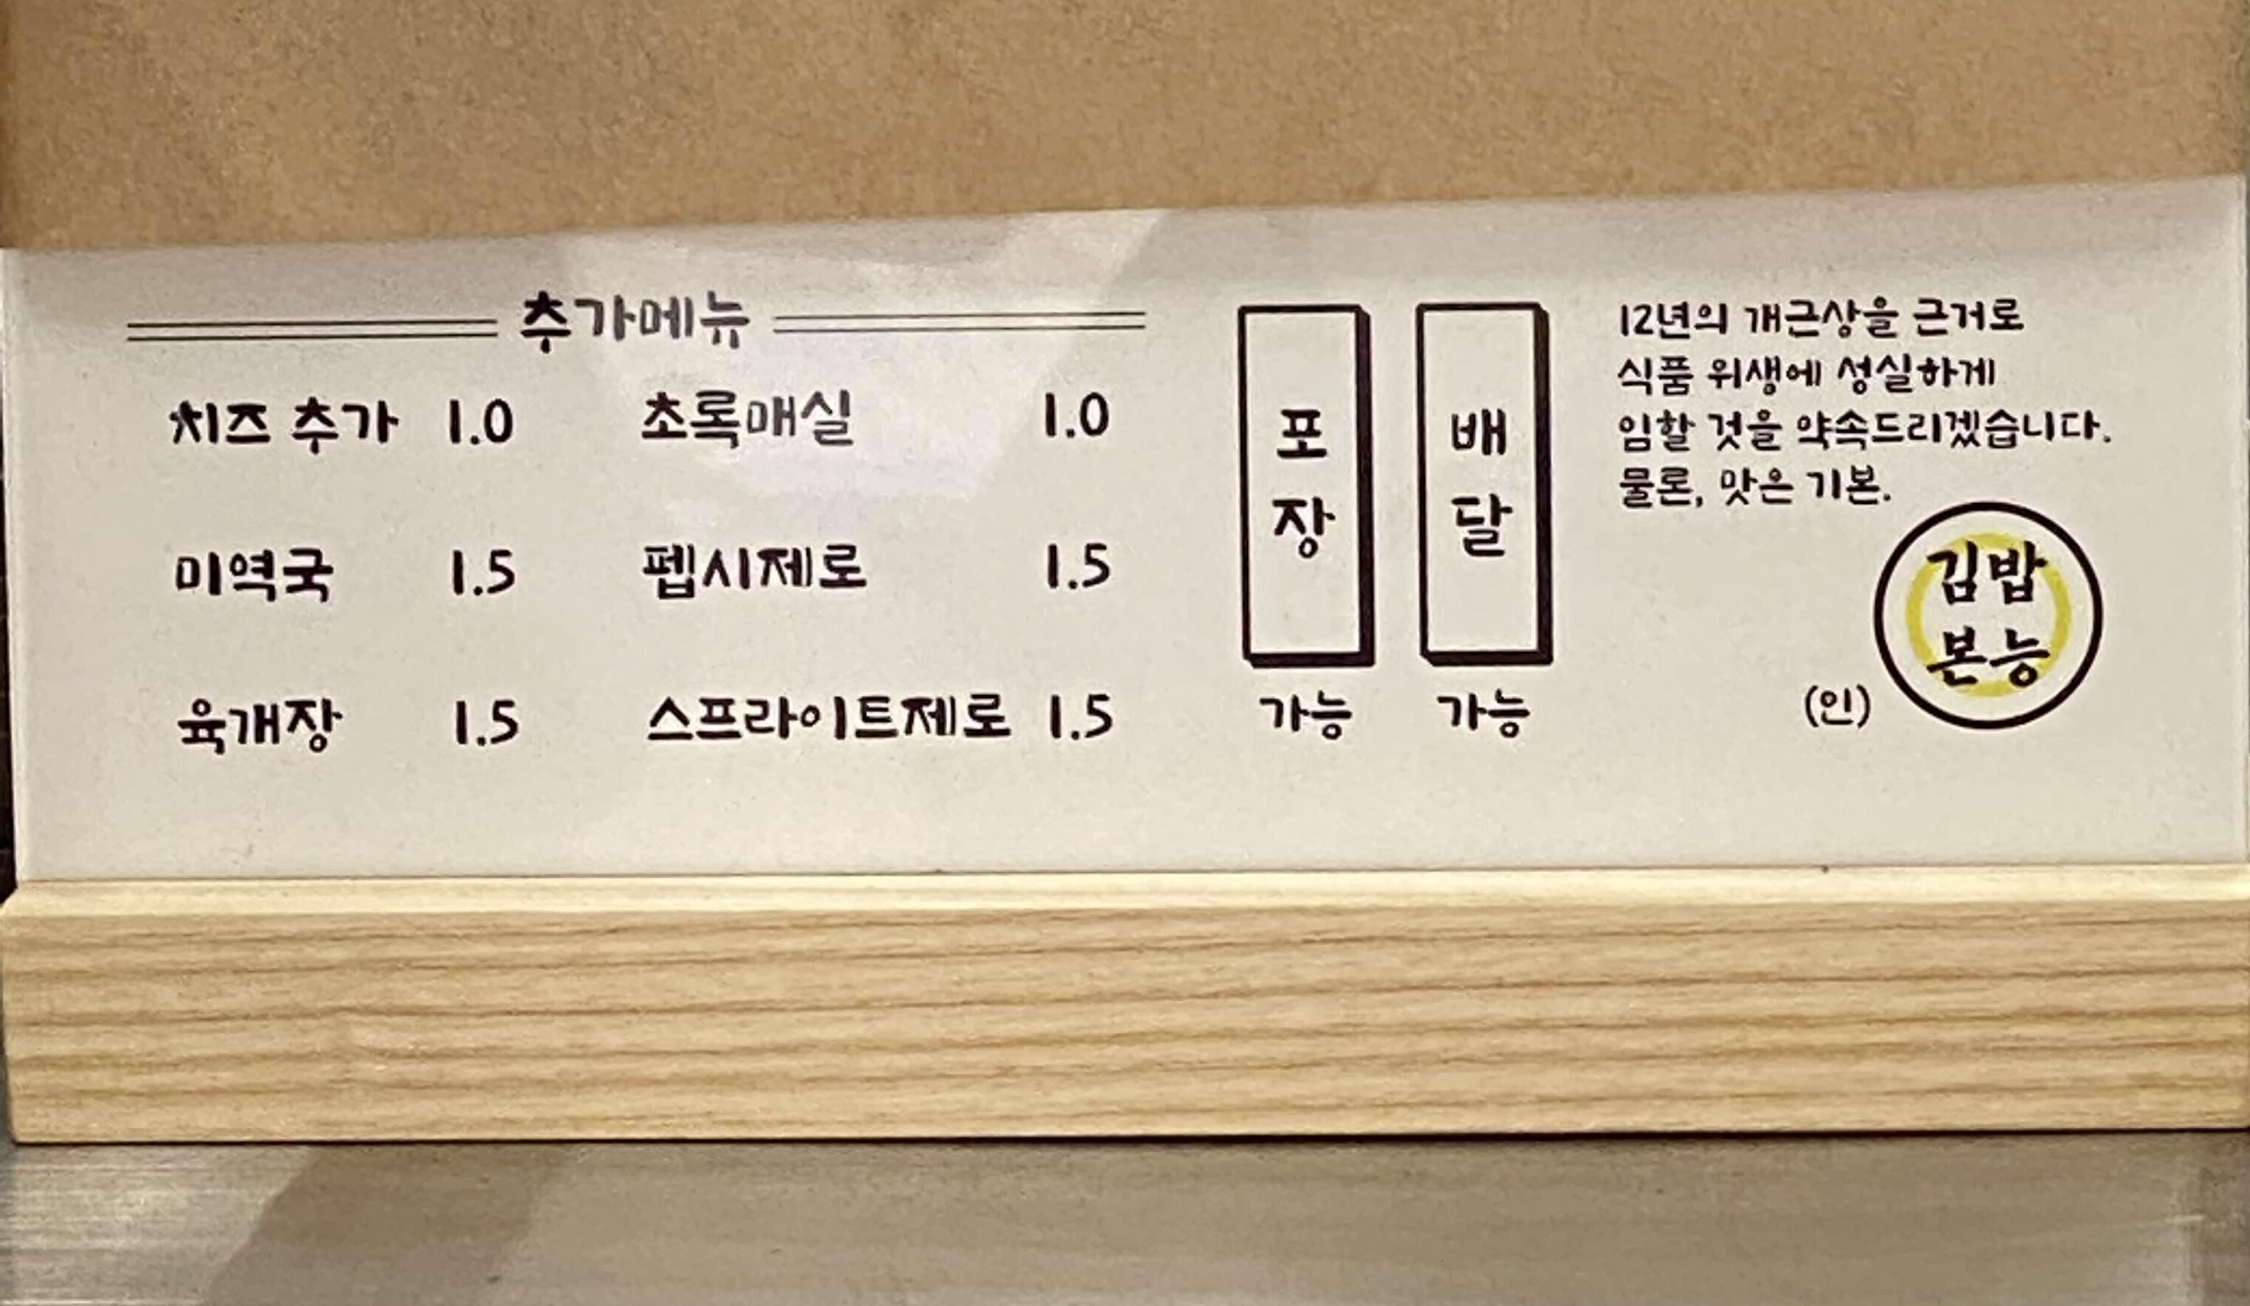 추가메뉴
치즈 추가 1.0 초록매실 1.0
미역국 1.5 펩시제로 1.5
육개장 1.5 스프라이트제로 1.5
포장
가능
배달
가능
12년의 개근상을 근거로
식품 위생에 성실하게
임할 것을 약속드리겠습니다.
물론, 맛은 기본.
(인)
김밥
본능